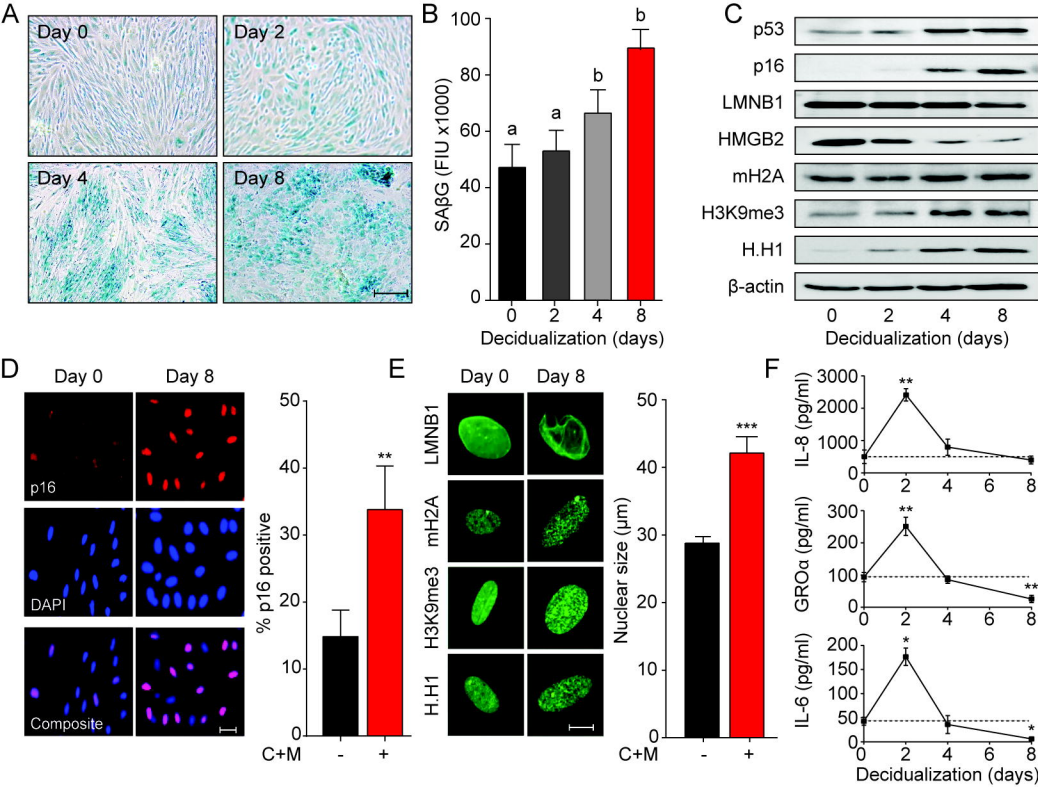 A
Day 0
Day 2
Day 4
Day 8
B
SAβG (FIU x1000)
100
80
60
40
20
0
a
a
b
b
0 2 4 8
Decidualization (days)
C
p53
p16
LMNB1
HMGB2
mH2A
H3K9me3
H.H1
β-actin
0 2 4 8
Decidualization (days)
D
Day 0 Day 8
p16
DAPI
Composite
% p16 positive
50
40
30
20
10
0
**
C+M - +
E
Day 0 Day 8
LMNB1
mH2A
H3K9me3
H.H1
Nuclear size (µm)
50
40
30
20
10
0
***
C+M - +
F
IL-8 (pg/ml)
3000
2000
1000
500
0
**
0 2 4 6 8
GROα (pg/ml)
300
200
100
0
**
**
0 2 4 6 8
IL-6 (pg/ml)
200
150
100
50
0
*
*
0 2 4 6 8
Decidualization (days)